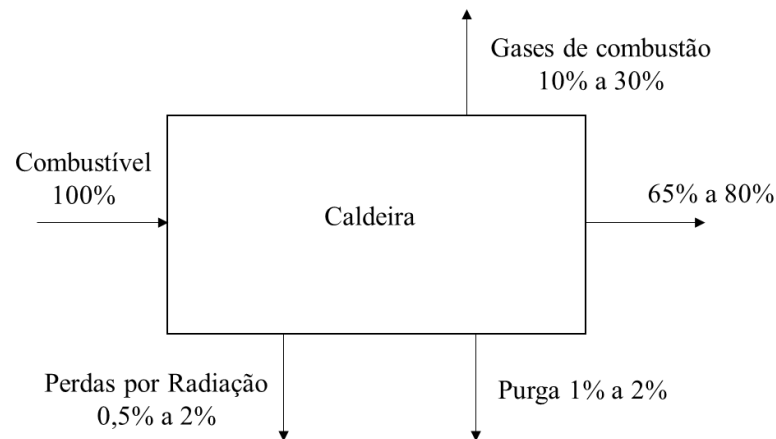 Gases de combustão
10% a 30%
Combustível
100%
65% a 80%
Caldeira
Perdas por Radiação
0,5% a 2%
Purga 1% a 2%